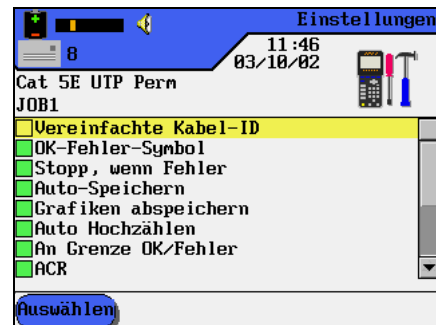 Einstellungen
8
11:46
03/10/02
Cat 5E UTP Perm
JOB1
Vereinfachte Kabel-ID
OK-Fehler-Symbol
Stopp, wenn Fehler
Auto-Speichern
Grafiken abspeichern
Auto Hochzählen
An Grenze OK/Fehler
ACR
Auswählen